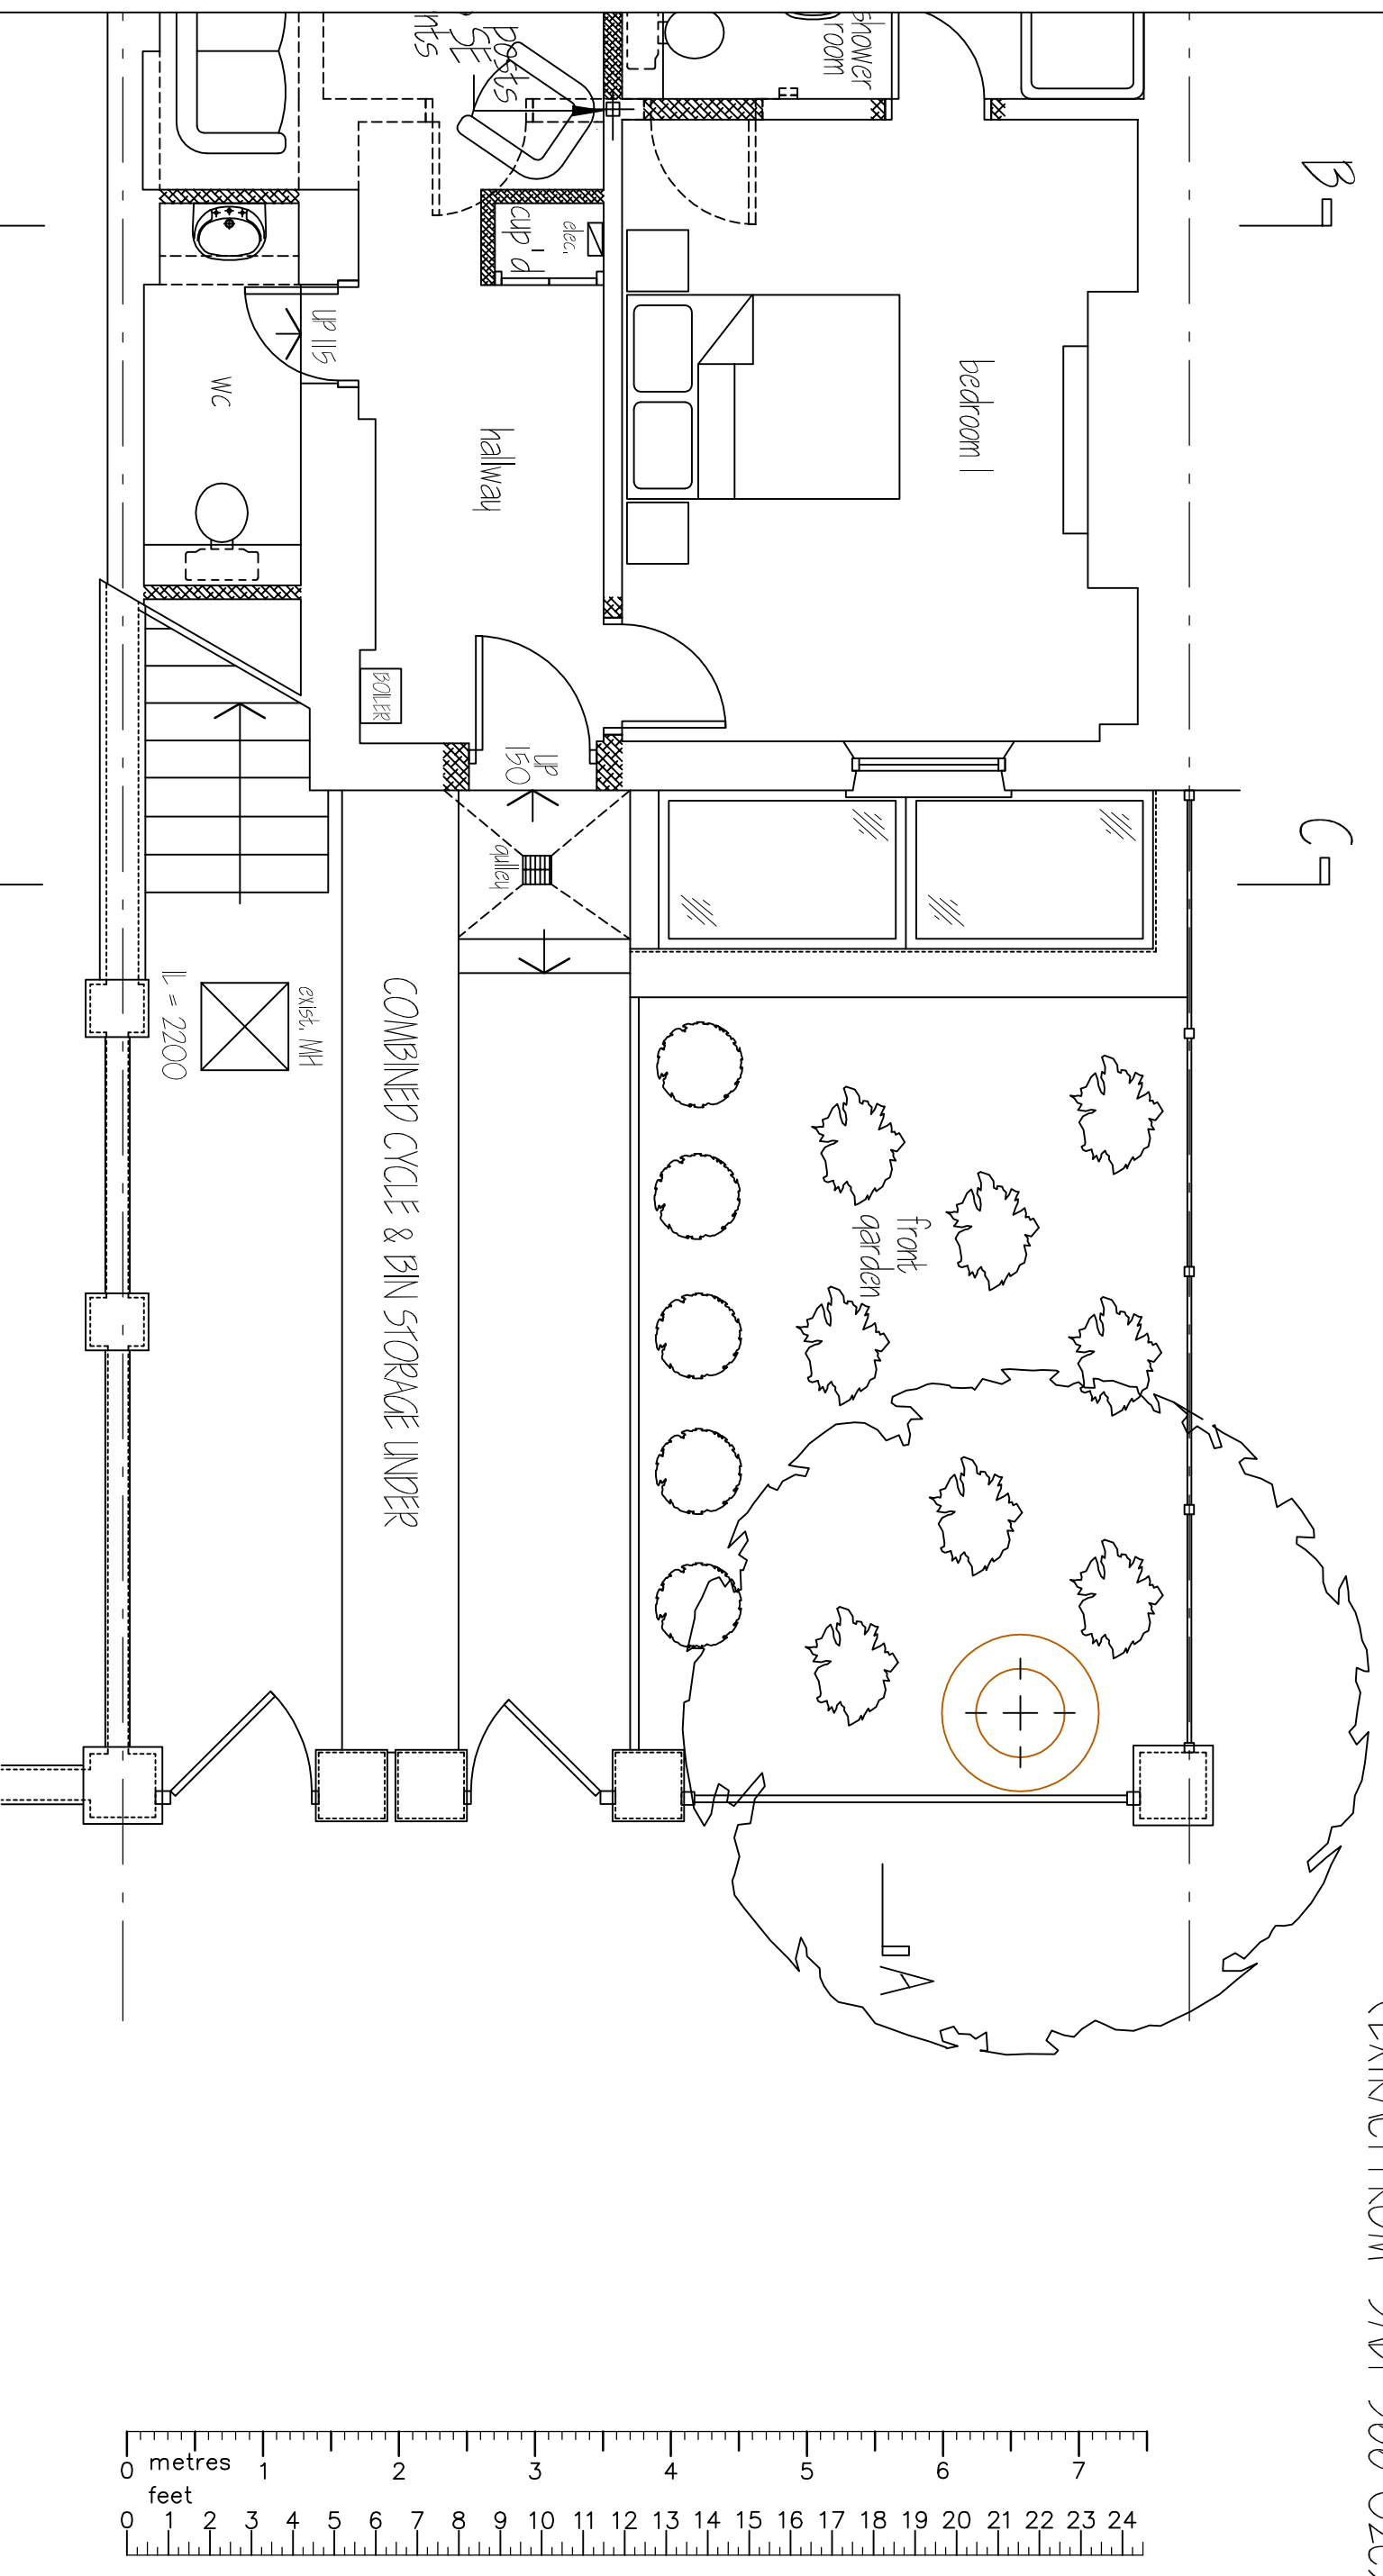 shower
room
posts
SE
B
elec.
cup'd
UP 115
WC
hallway
bedroom 1
BOILER
UP
150
gulley
C
exist. MH
IL = 2200
COMBINED CYCLE & BIN STORAGE UNDER
front
garden
A
0 1 2 3 4 5 6 7
metres
feet
0 1 2 3 4 5 6 7 8 9 10 11 12 13 14 15 16 17 18 19 20 21 22 23 24